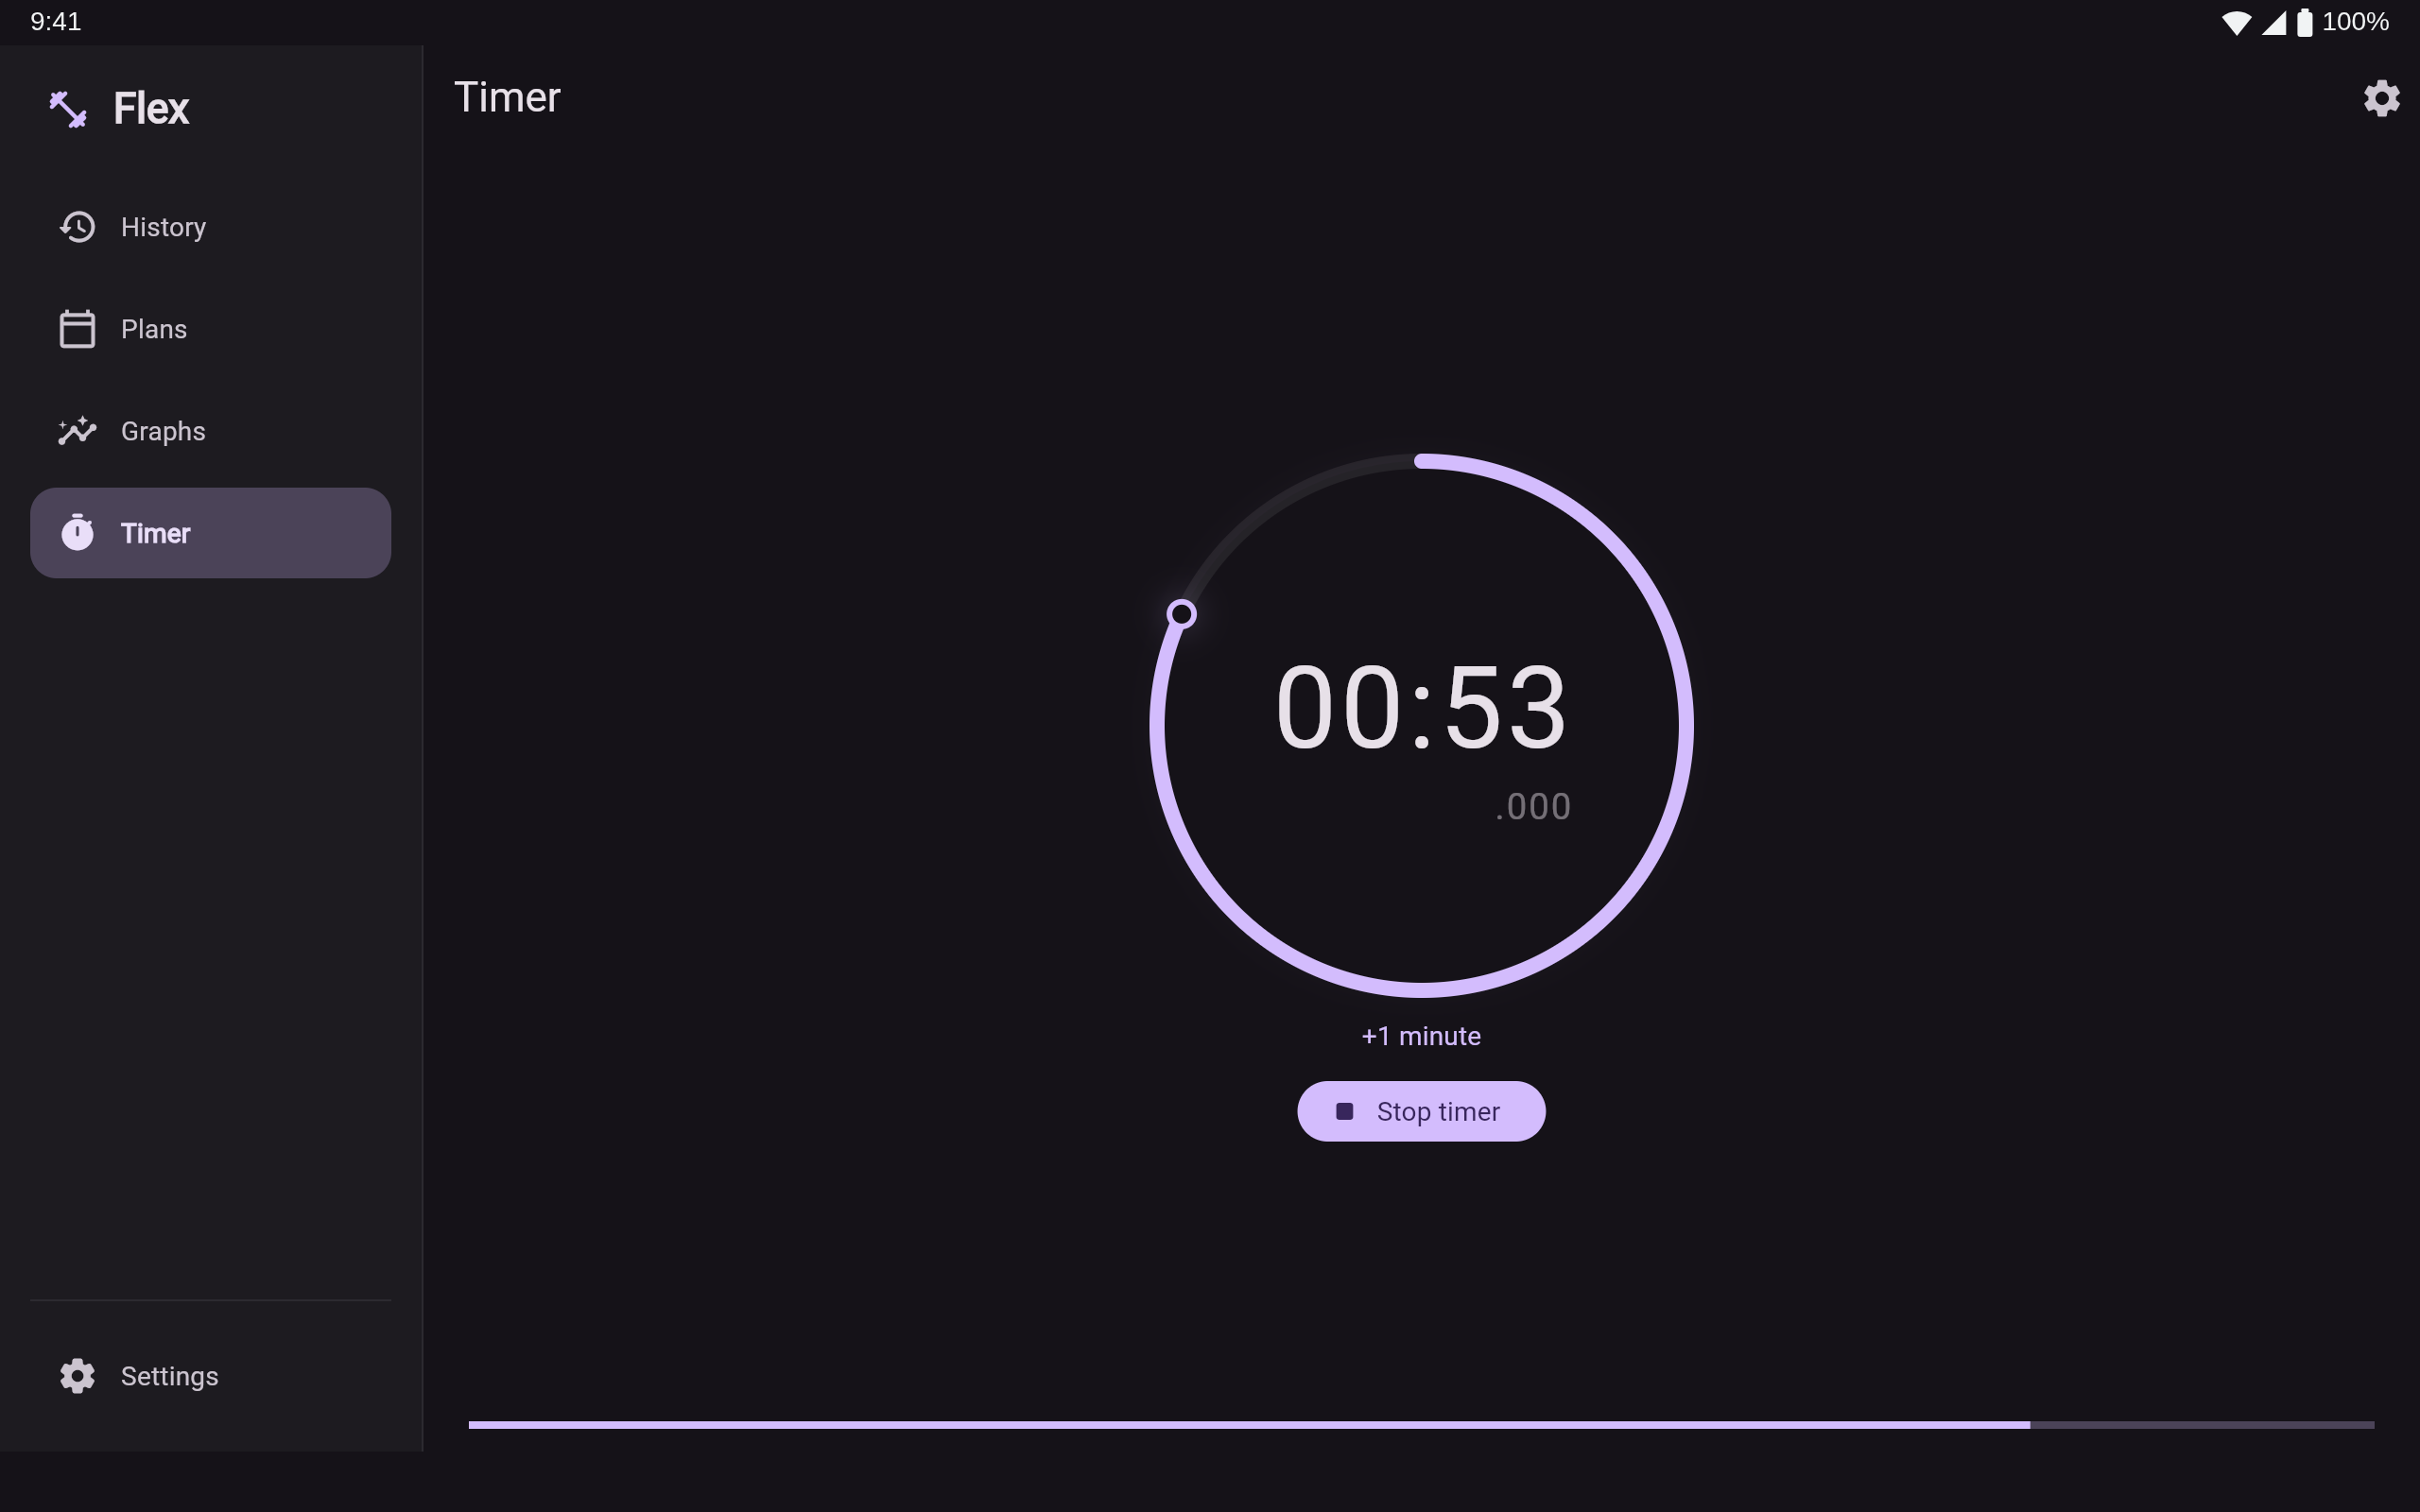 9:41
100%
Flex
Timer
History
Plans
Graphs
Timer
00:53
.000
+1 minute
Stop timer
Settings